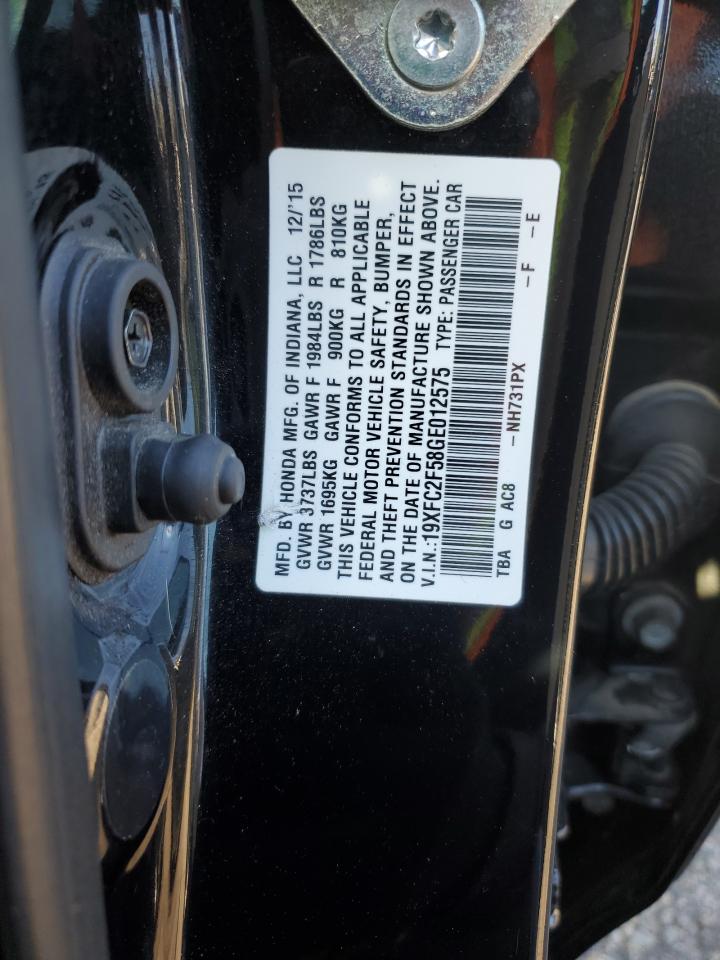 MFD. BY HONDA MFG. OF INDIANA, LLC 12/'15
GVWR 3737LBS GAWR F 1984LBS R 1786LBS
GVWR 1695KG GAWR F 900KG R 810KG
THIS VEHICLE CONFORMS TO ALL APPLICABLE
FEDERAL MOTOR VEHICLE SAFETY, BUMPER,
AND THEFT PREVENTION STANDARDS IN EFFECT
ON THE DATE OF MANUFACTURE SHOWN ABOVE.
V.I.N.:19XFC2F58GE012575 TYPE: PASSENGER CAR
TBA G AC8 -NH731PX -F -E